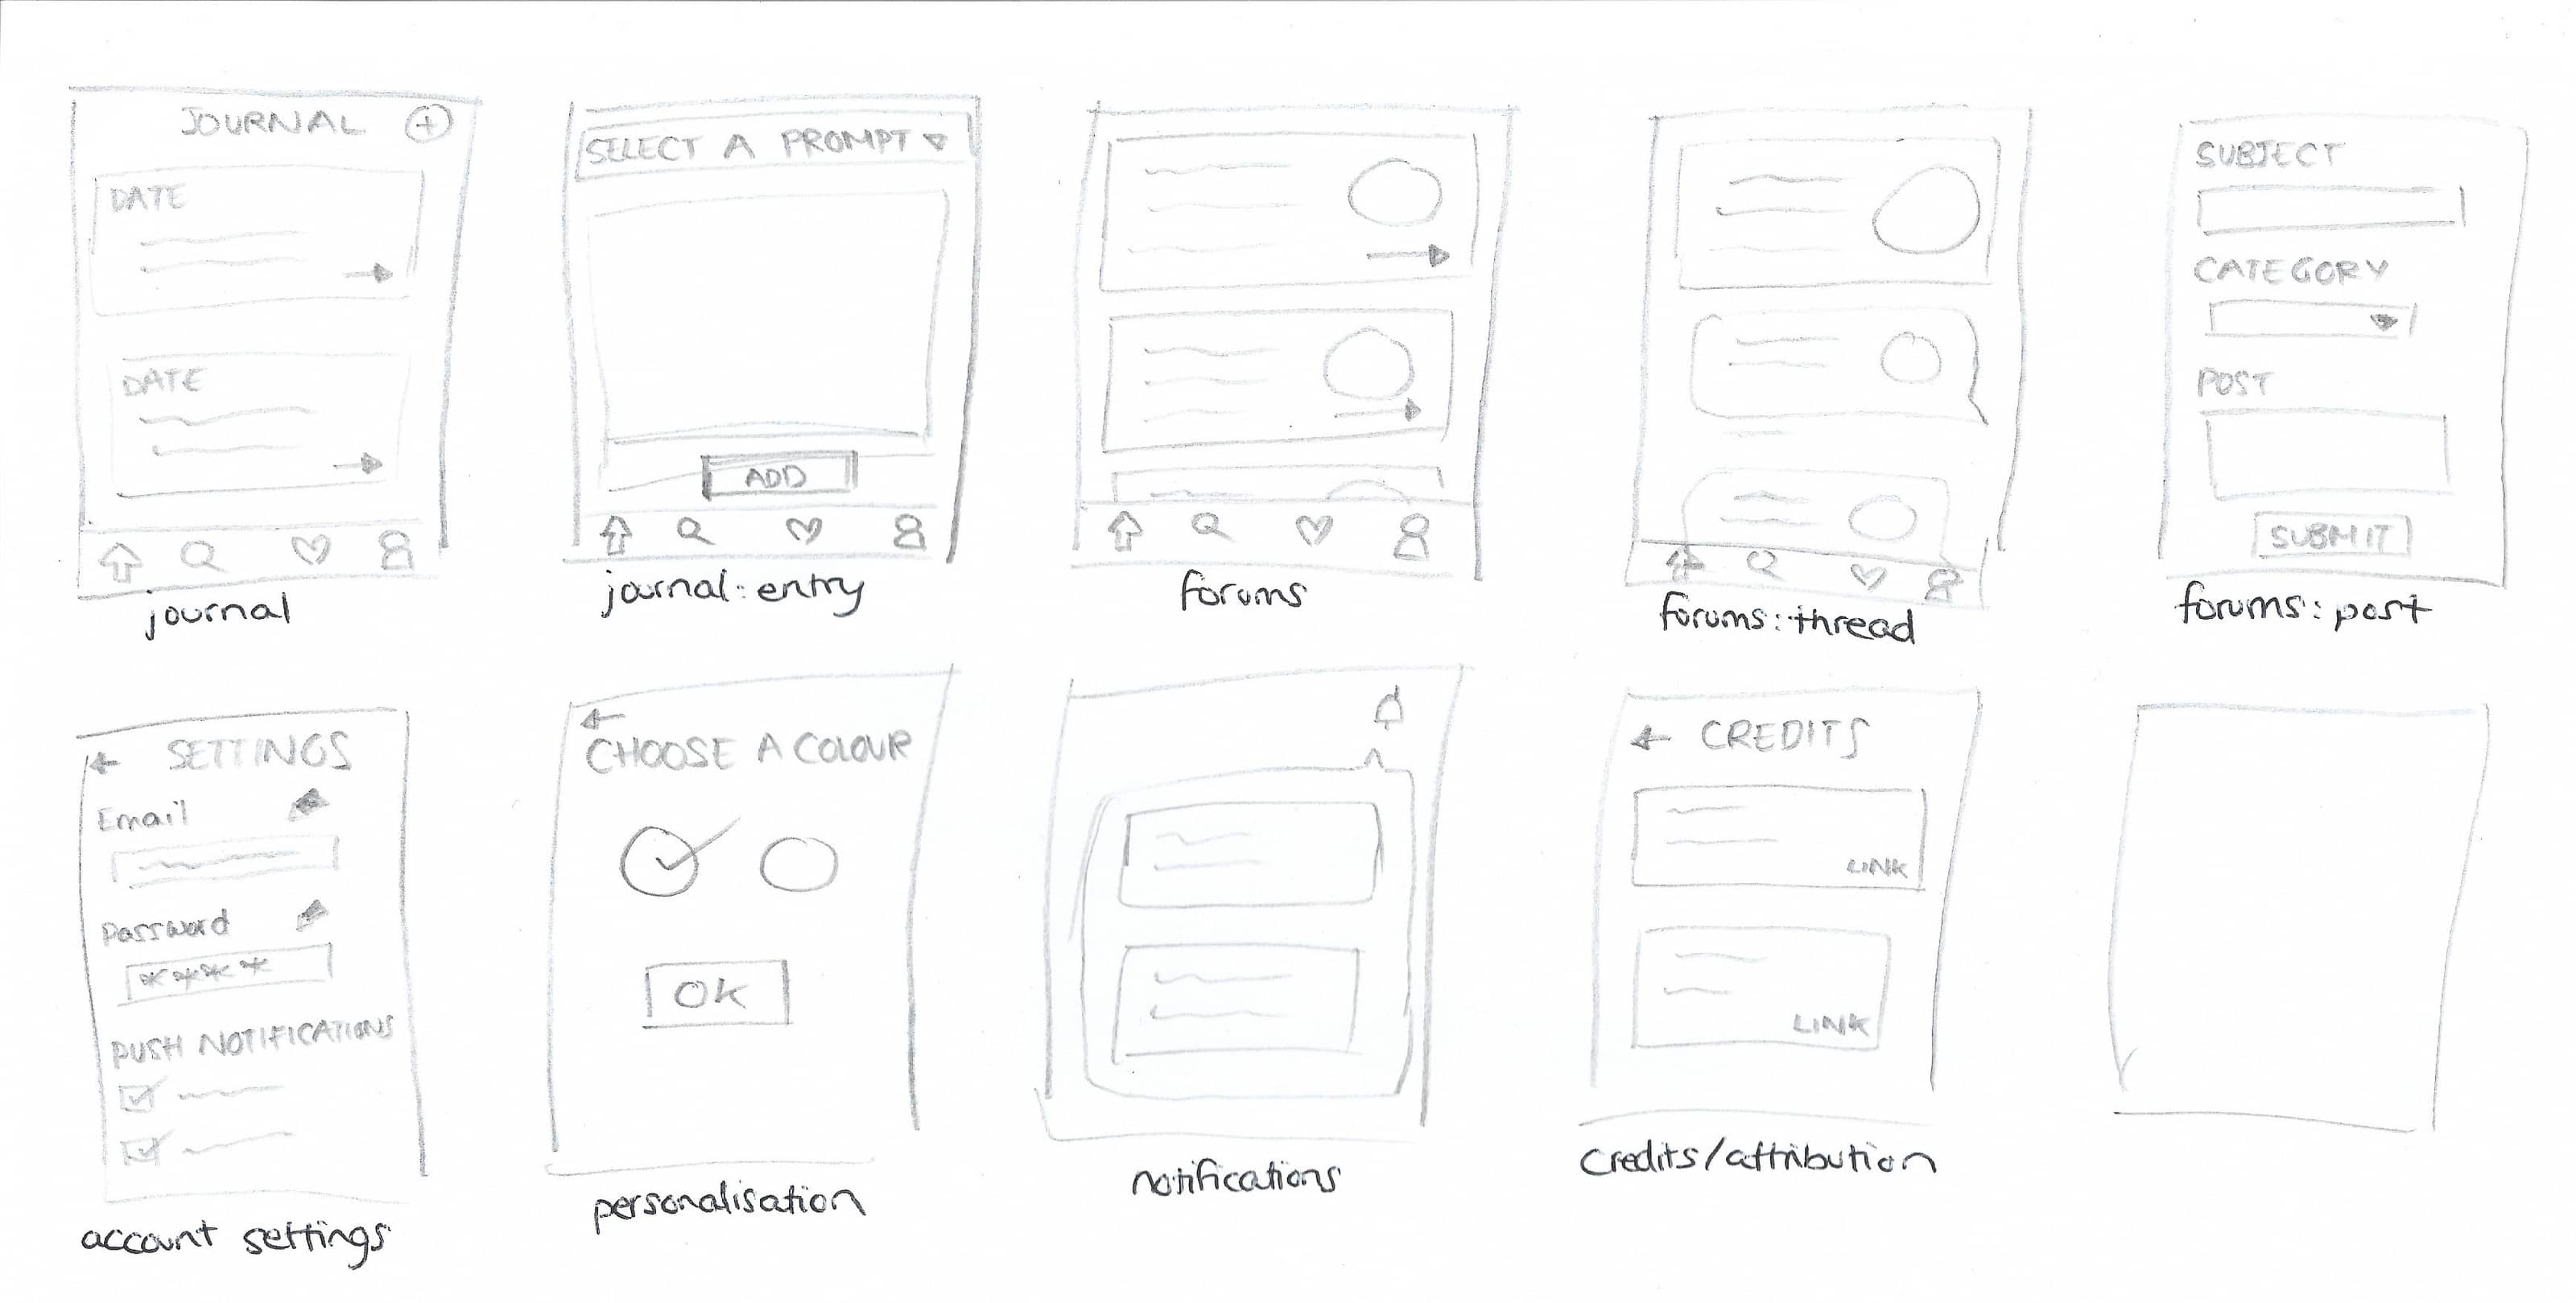 JOURNAL
DATE
DATE
journal
SELECT A PROMPT
ADD
journal: entry
forums
forums: thread
SUBJECT
CATEGORY
POST
SUBMIT
forums: post
SETTINGS
Email
Password
****
PUSH NOTIFICATIONS
account settings
CHOOSE A COLOUR
OK
personalisation
notifications
CREDITS
LINK
LINK
credits/attribution